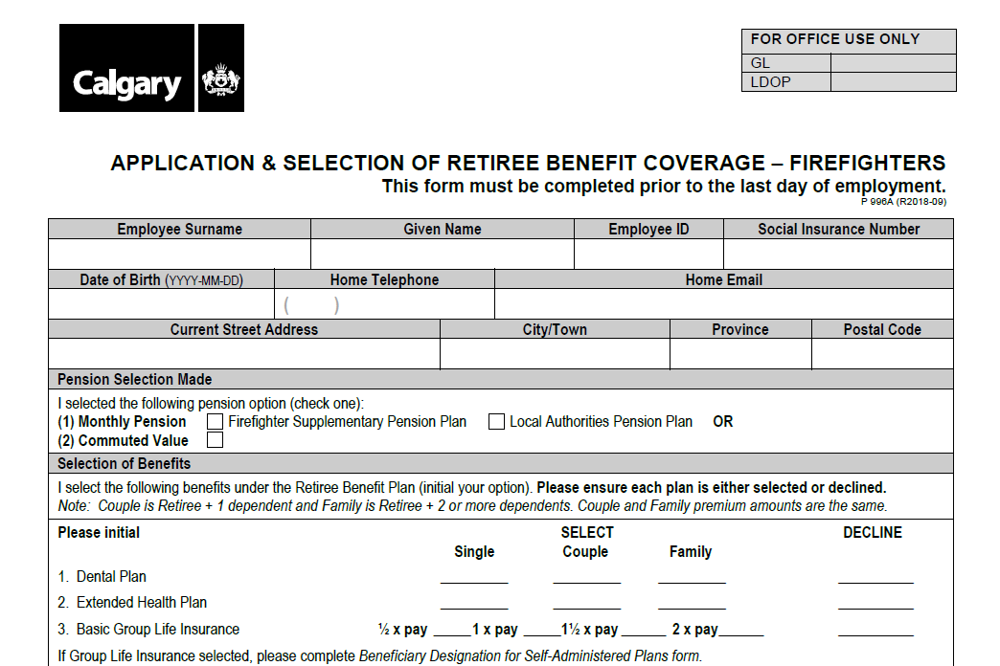 Calgary
FOR OFFICE USE ONLY
GL
LDOP
APPLICATION & SELECTION OF RETIREE BENEFIT COVERAGE – FIREFIGHTERS
This form must be completed prior to the last day of employment.
P 996A (R2018-09)
Employee Surname Given Name Employee ID Social Insurance Number
Date of Birth (YYYY-MM-DD) Home Telephone Home Email
( )
Current Street Address City/Town Province Postal Code
Pension Selection Made
I selected the following pension option (check one):
(1) Monthly Pension ☐ Firefighter Supplementary Pension Plan ☐ Local Authorities Pension Plan OR
(2) Commuted Value ☐
Selection of Benefits
I select the following benefits under the Retiree Benefit Plan (initial your option). Please ensure each plan is either selected or declined.
Note: Couple is Retiree + 1 dependent and Family is Retiree + 2 or more dependents. Couple and Family premium amounts are the same.
Please initial SELECT DECLINE
Single Couple Family
1. Dental Plan ________ ________ ________ ________
2. Extended Health Plan ________ ________ ________ ________
3. Basic Group Life Insurance ½ x pay _____1 x pay _____1½ x pay ______ 2 x pay______ ________
If Group Life Insurance selected, please complete Beneficiary Designation for Self-Administered Plans form.